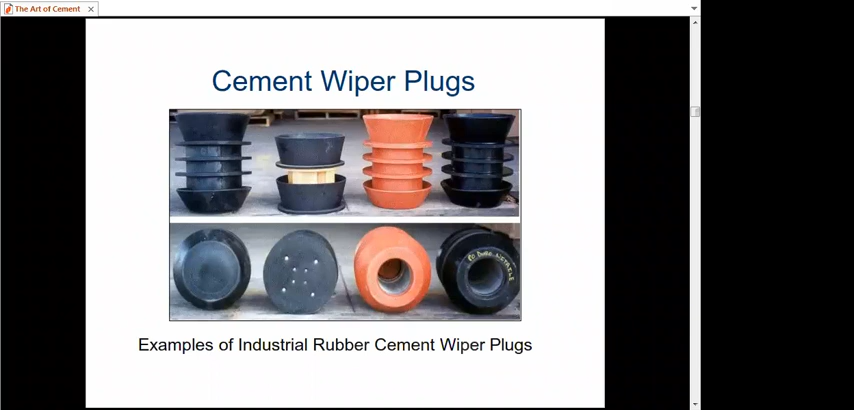 The Art of Cement
Cement Wiper Plugs
Examples of Industrial Rubber Cement Wiper Plugs